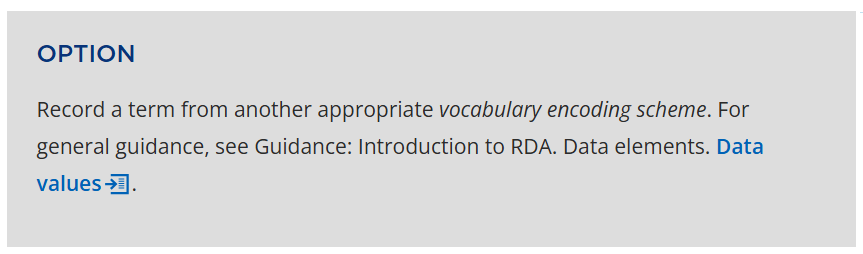 OPTION
Record a term from another appropriate vocabulary encoding scheme. For
general guidance, see Guidance: Introduction to RDA. Data elements. Data
values.